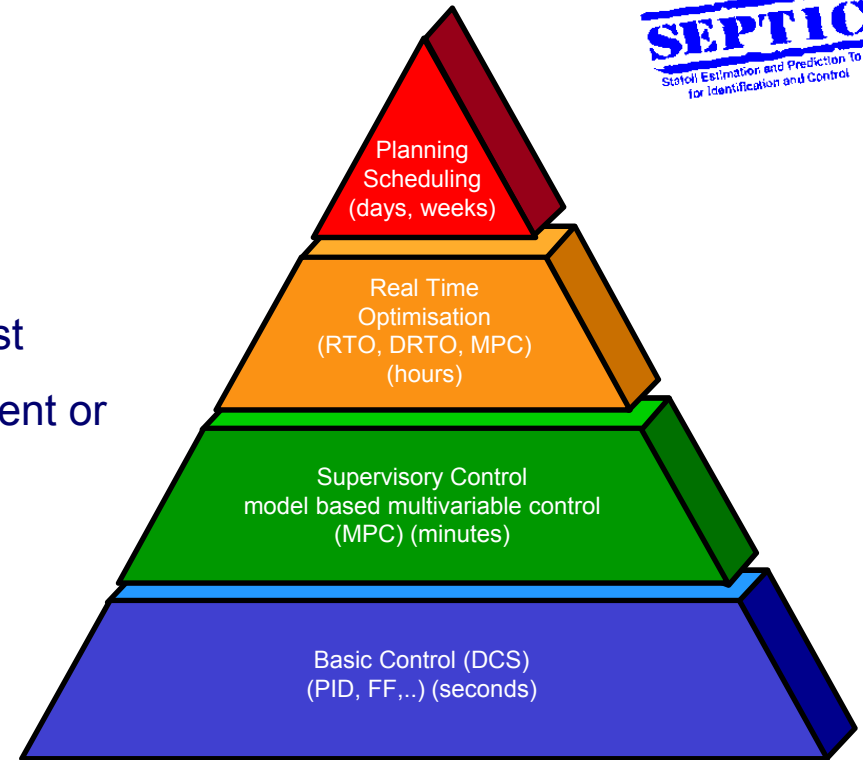 SEPTIC
Statoil Estimation and Prediction To
for Identification and Control
Planning
Scheduling
(days, weeks)
Real Time
Optimisation
(RTO, DRTO, MPC)
(hours)
st
ent or
Supervisory Control
model based multivariable control
(MPC) (minutes)
Basic Control (DCS)
(PID, FF,..) (seconds)